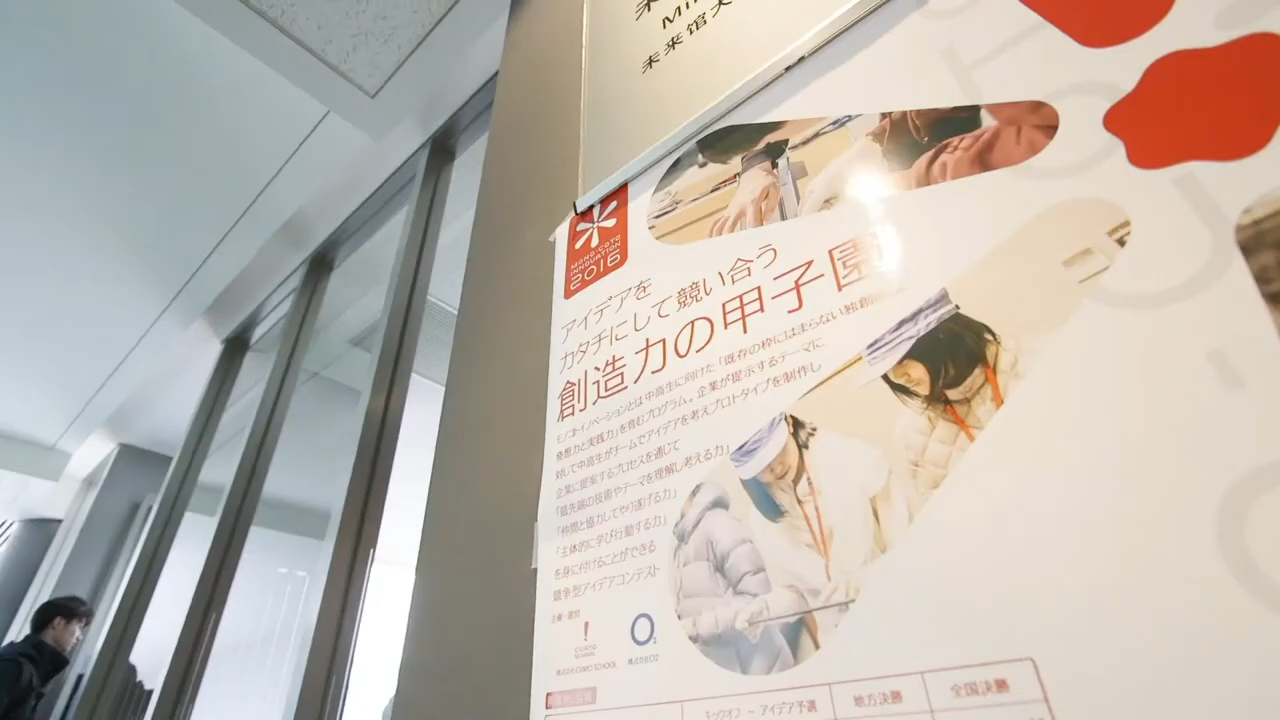 未来館大
MONO-COTO
INNOVATION
2016
アイデアを
カタチにして競い合う
創造力の甲子園
モノコトイノベーションとは中高生に向けた「既存の枠にはまらない独創
発想力と実践力」を育むプログラム。企業が提示するテーマに
対して中高生がチームでアイデアを考えプロトタイプを制作し
企業に提案するプロセスを通じて
「最先端の技術やテーマを理解し考える力」
「仲間と協力してやり遂げる力」
「主体的に学び行動する力」
を身に付けることができる
競争型アイデアコンテスト
主催・運営
CURIO
SCHOOL
O2
株式会社CURIO SCHOOL
株式会社O2
キックオフ ~ アイデア予選
地方決勝
全国決勝